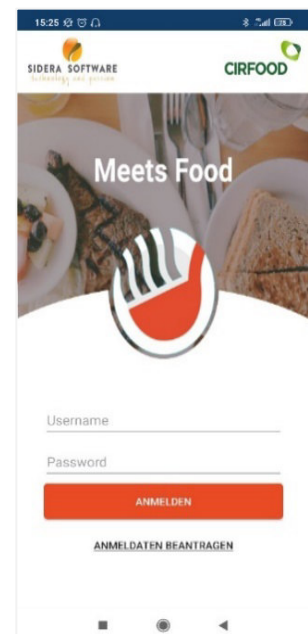 15:25
SIDERA SOFTWARE
technology and passion
CIRFOOD
Meets Food
Username
Password
ANMELDEN
ANMELDATEN BEANTRAGEN